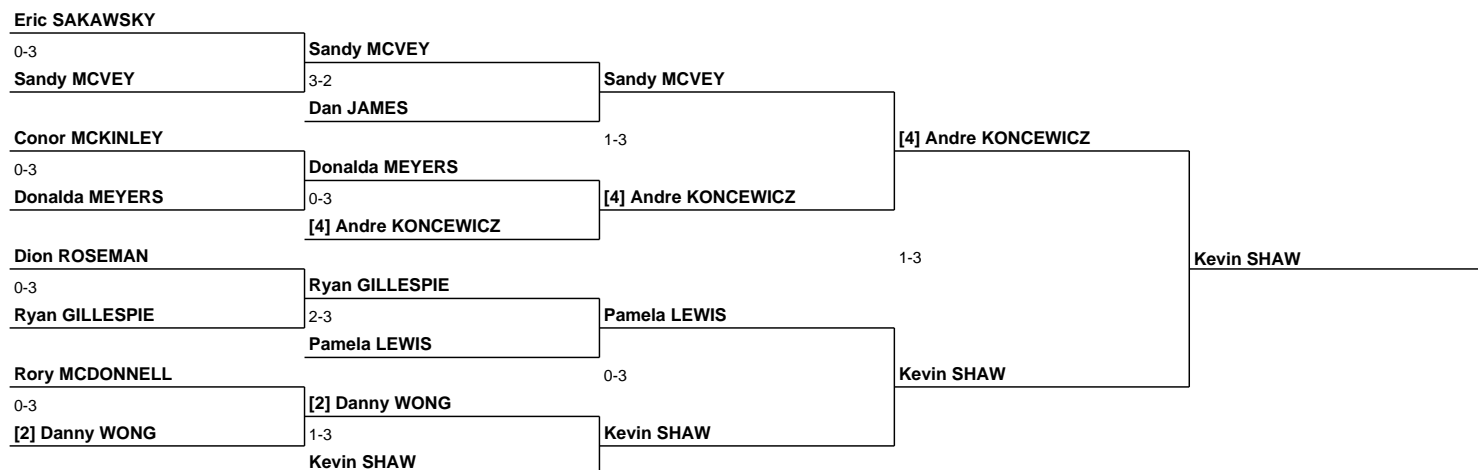 Eric SAKAWSKY
0-3
Sandy MCVEY
Sandy MCVEY
3-2
Sandy MCVEY
Dan JAMES
Conor MCKINLEY
1-3
[4] Andre KONCEWICZ
0-3
Donalda MEYERS
Donalda MEYERS
0-3
[4] Andre KONCEWICZ
[4] Andre KONCEWICZ
Dion ROSEMAN
1-3
Kevin SHAW
0-3
Ryan GILLESPIE
Ryan GILLESPIE
2-3
Pamela LEWIS
Pamela LEWIS
Rory MCDONNELL
0-3
Kevin SHAW
0-3
[2] Danny WONG
[2] Danny WONG
1-3
Kevin SHAW
Kevin SHAW